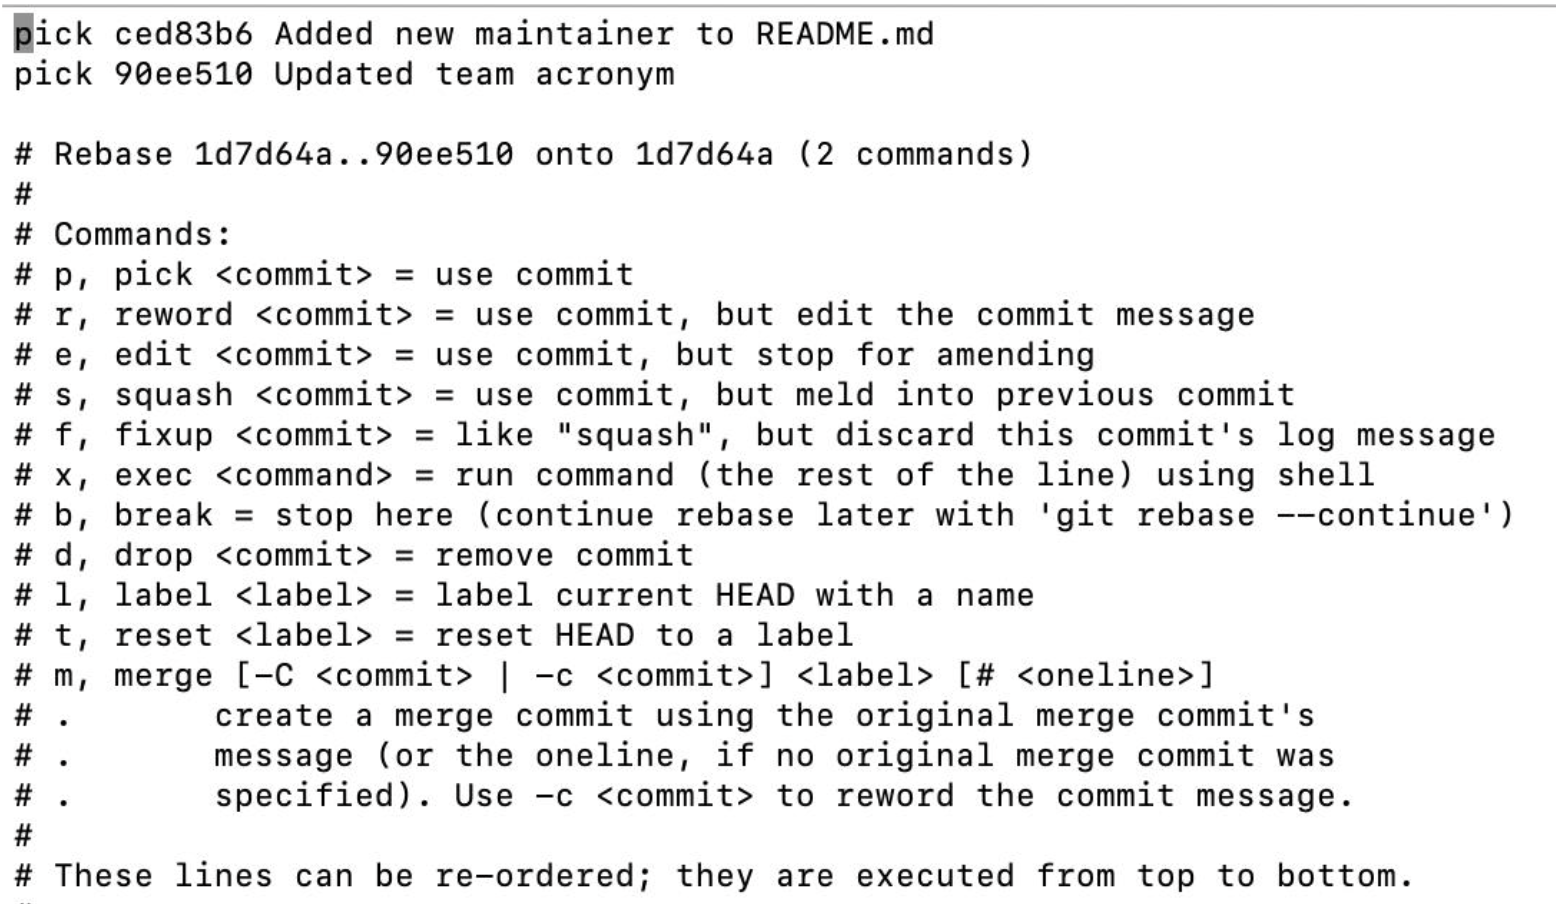 pick ced83b6 Added new maintainer to README.md
pick 90ee510 Updated team acronym
# Rebase 1d7d64a..90ee510 onto 1d7d64a (2 commands)
#
# Commands:
# p, pick <commit> = use commit
# r, reword <commit> = use commit, but edit the commit message
# e, edit <commit> = use commit, but stop for amending
# s, squash <commit> = use commit, but meld into previous commit
# f, fixup <commit> = like "squash", but discard this commit's log message
# x, exec <command> = run command (the rest of the line) using shell
# b, break = stop here (continue rebase later with 'git rebase --continue')
# d, drop <commit> = remove commit
# l, label <label> = label current HEAD with a name
# t, reset <label> = reset HEAD to a label
# m, merge [-C <commit> | -c <commit>] <label> [# <oneline>]
# .       create a merge commit using the original merge commit's
# .       message (or the oneline, if no original merge commit was
# .       specified). Use -c <commit> to reword the commit message.
#
# These lines can be re-ordered; they are executed from top to bottom.